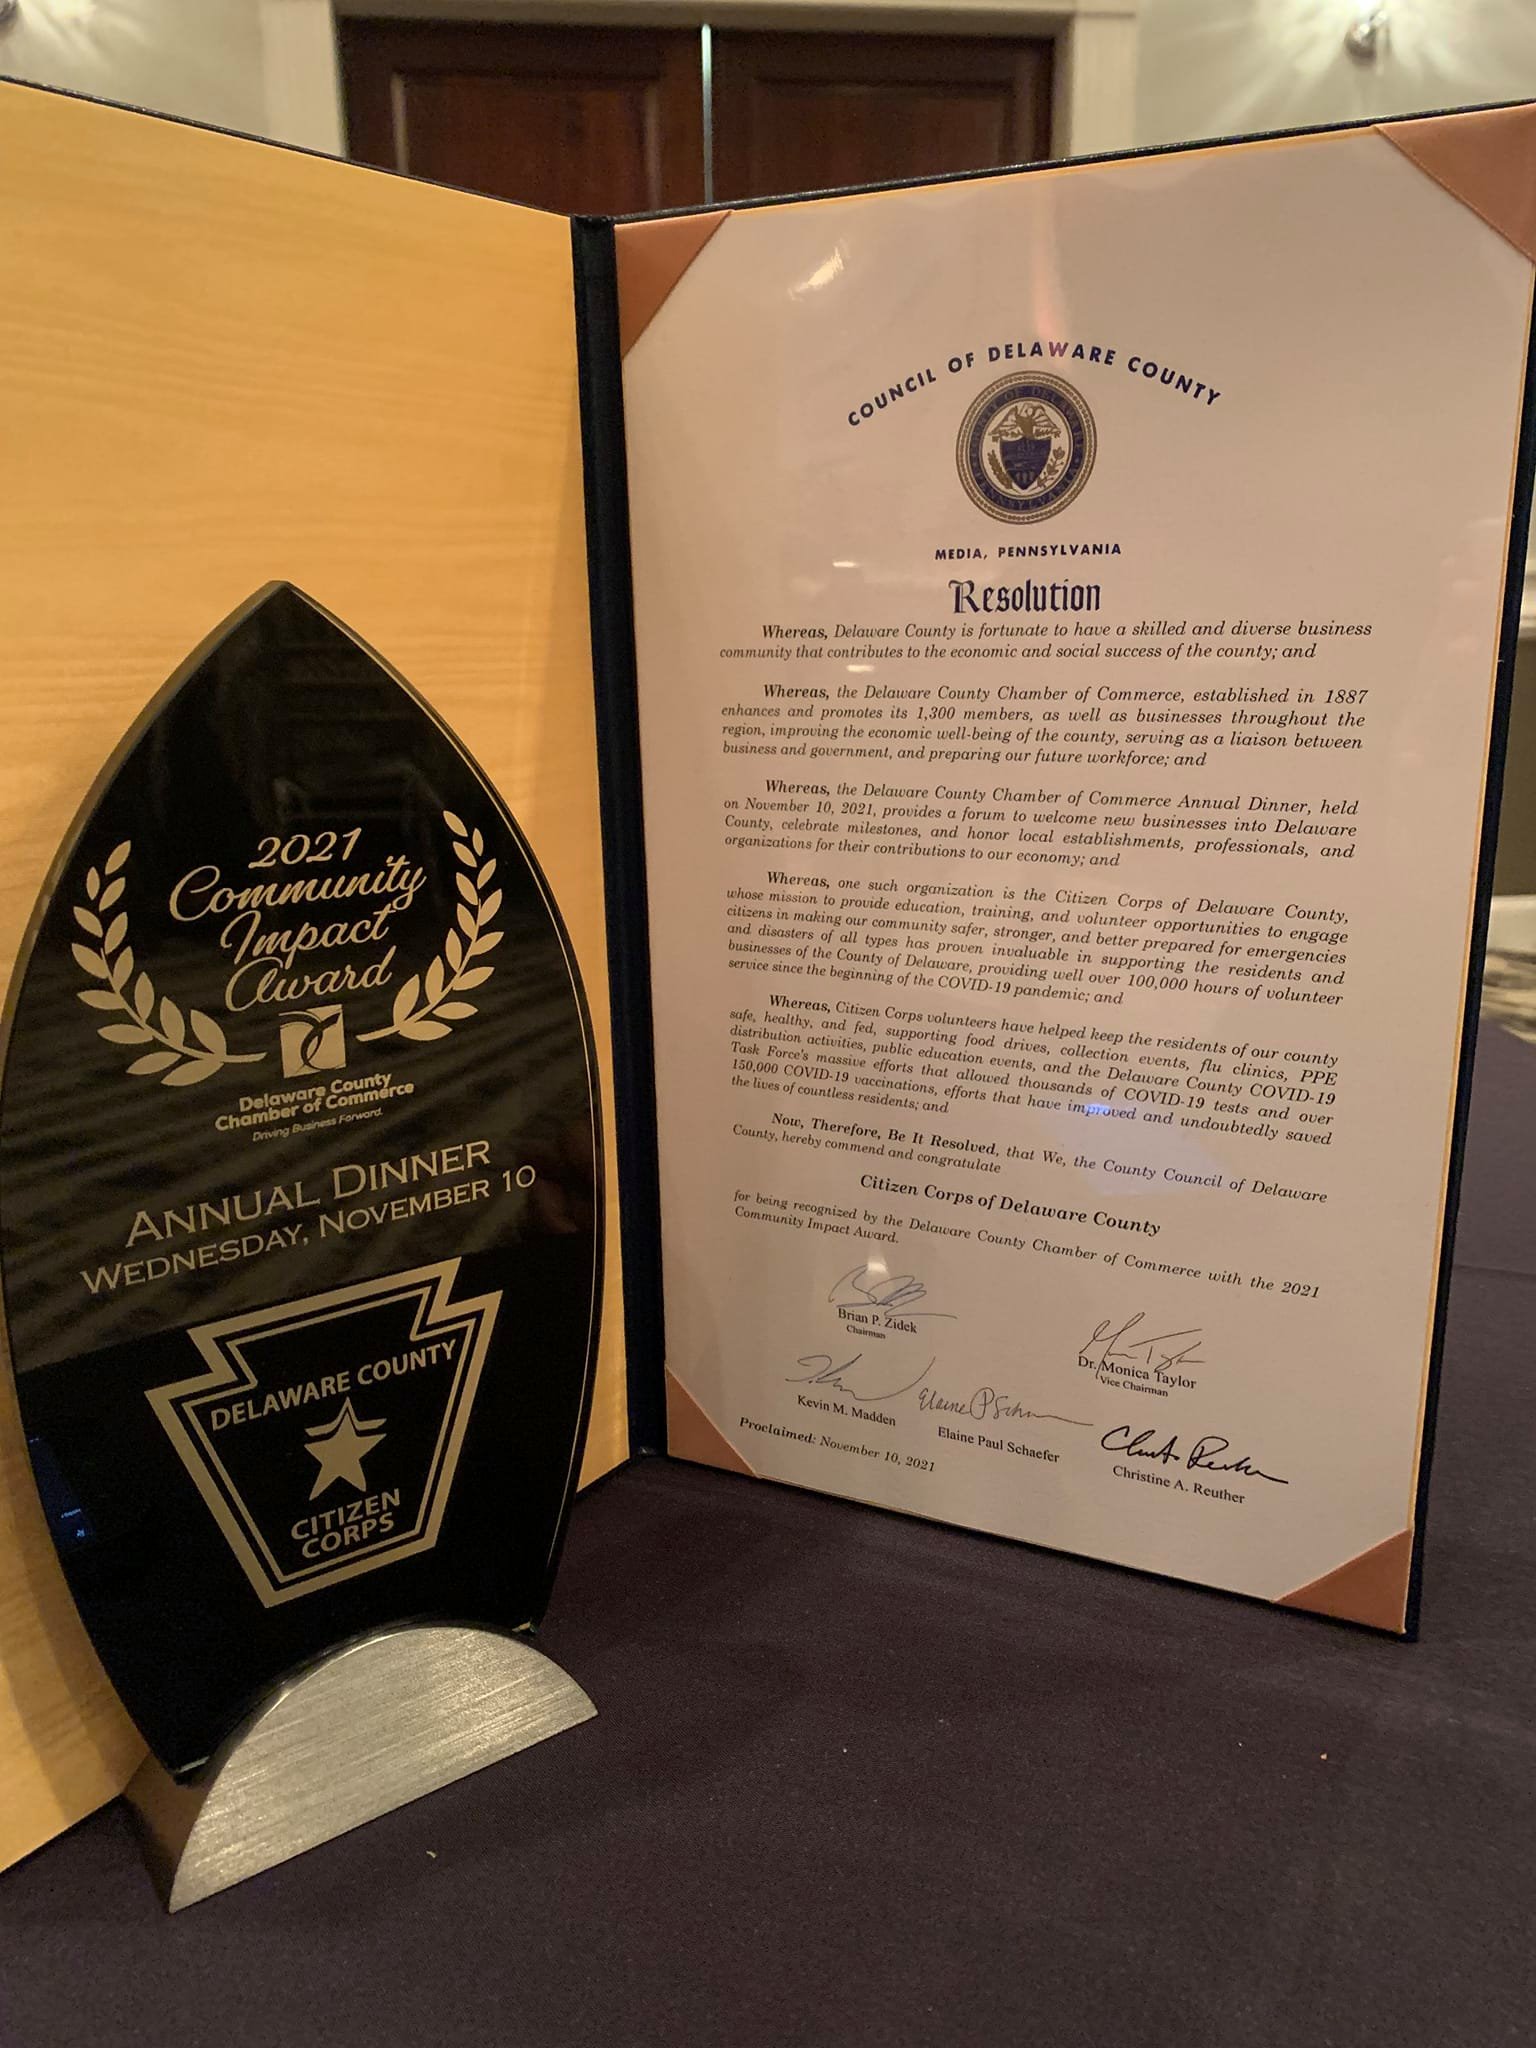 2021
Community
Impact
Award
Delaware County
Chamber of Commerce
Driving Business Forward.
ANNUAL DINNER
WEDNESDAY, NOVEMBER 10
DELAWARE COUNTY
CITIZEN
CORPS
COUNCIL OF DELAWARE COUNTY
COUNTY OF DELAWARE
PENNSYLVANIA
MEDIA, PENNSYLVANIA
Resolution
Whereas, Delaware County is fortunate to have a skilled and diverse business
community that contributes to the economic and social success of the county; and
Whereas, the Delaware County Chamber of Commerce, established in 1887
enhances and promotes its 1,300 members, as well as businesses throughout the
region, improving the economic well-being of the county, serving as a liaison between
business and government, and preparing our future workforce; and
Whereas, the Delaware County Chamber of Commerce Annual Dinner, held
on November 10, 2021, provides a forum to welcome new businesses into Delaware
County, celebrate milestones, and honor local establishments, professionals, and
organizations for their contributions to our economy; and
Whereas, one such organization is the Citizen Corps of Delaware County,
whose mission to provide education, training, and volunteer opportunities to engage
citizens in making our community safer, stronger, and better prepared for emergencies
and disasters of all types has proven invaluable in supporting the residents and
businesses of the County of Delaware, providing well over 100,000 hours of volunteer
service since the beginning of the COVID-19 pandemic; and
Whereas, Citizen Corps volunteers have helped keep the residents of our county
safe, healthy, and fed, supporting food drives, collection events, flu clinics, PPE
distribution activities, public education events, and the Delaware County COVID-19
Task Force's massive efforts that allowed thousands of COVID-19 tests and over
150,000 COVID-19 vaccinations, efforts that have improved and undoubtedly saved
the lives of countless residents; and
Now, Therefore, Be It Resolved, that We, the County Council of Delaware
County, hereby commend and congratulate
Citizen Corps of Delaware County
for being recognized by the Delaware County Chamber of Commerce with the 2021
Community Impact Award.
Brian P. Zidek
Chairman
Dr. Monica Taylor
Vice Chairman
Kevin M. Madden
Elaine Paul Schaefer
Christine A. Reuther
Proclaimed: November 10, 2021